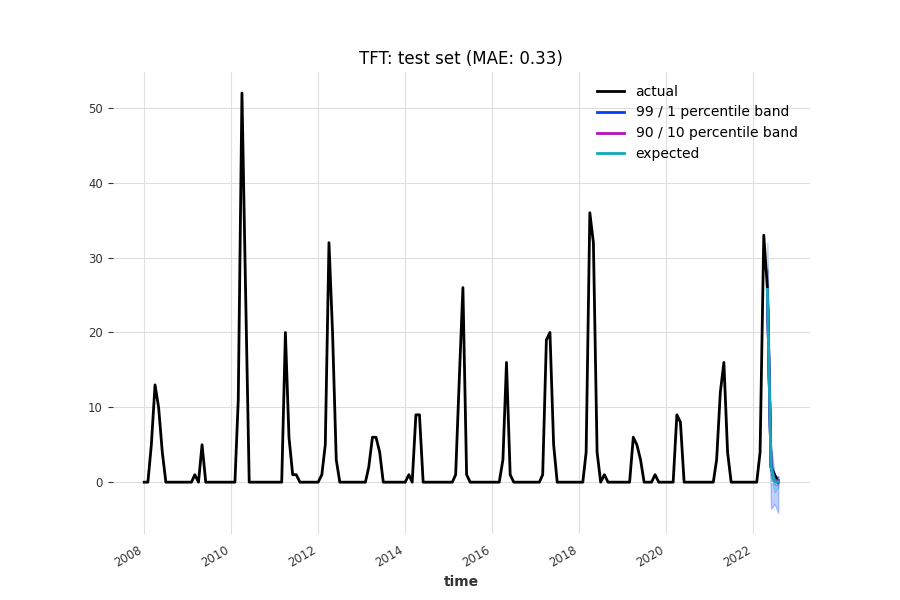 TFT: test set (MAE: 0.33)
actual
99 / 1 percentile band
90 / 10 percentile band
expected
50
40
30
20
10
0
2008
2010
2012
2014
2016
2018
2020
2022
time